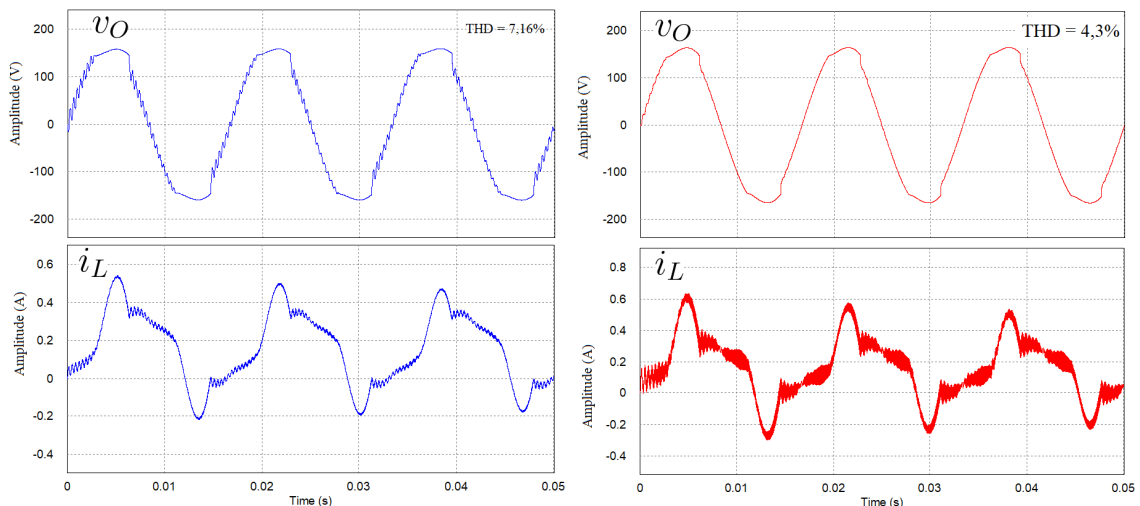 v_O
THD = 7,16%
Amplitude (V)
200
100
0
-100
-200
i_L
Amplitude (A)
0.6
0.4
0.2
0
-0.2
-0.4
0
0.01
0.02
0.03
0.04
0.05
Time (s)
v_O
THD = 4,3%
Amplitude (V)
200
100
0
-100
-200
i_L
Amplitude (A)
0.8
0.6
0.4
0.2
0
-0.2
-0.4
0
0.01
0.02
0.03
0.04
0.05
Time (s)